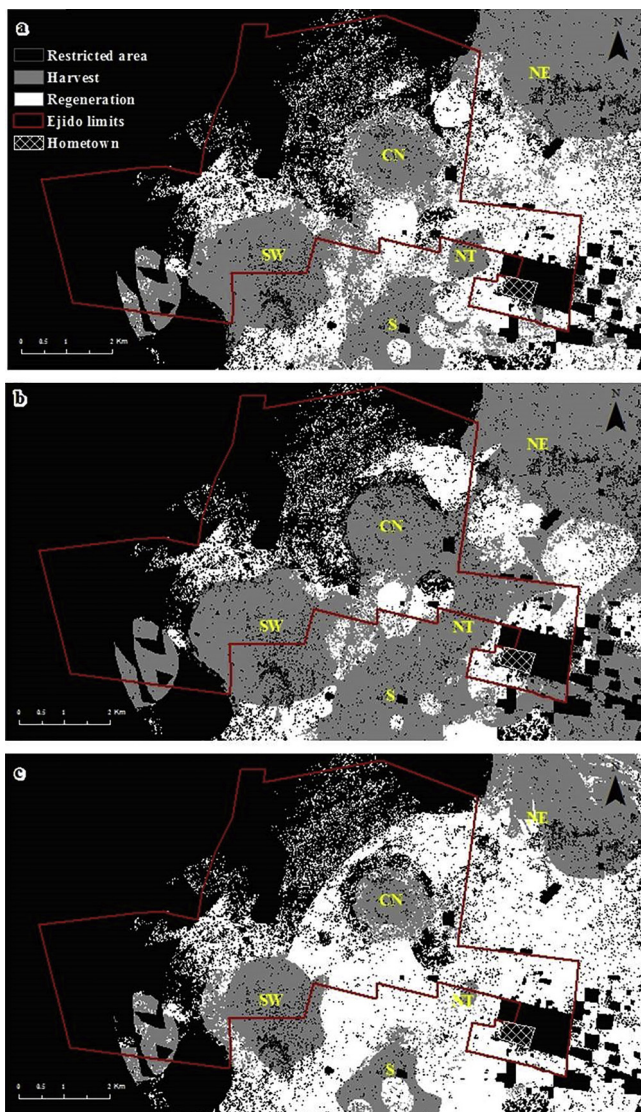 a
N
Restricted area
Harvest
Regeneration
Ejido limits
Hometown
NE
CN
SW
NT
S
0 0.5 1 2 Km
b
N
NE
CN
SW
NT
S
0 0.5 1 2 Km
c
N
NE
CN
SW
NT
S
0 0.5 1 2 Km